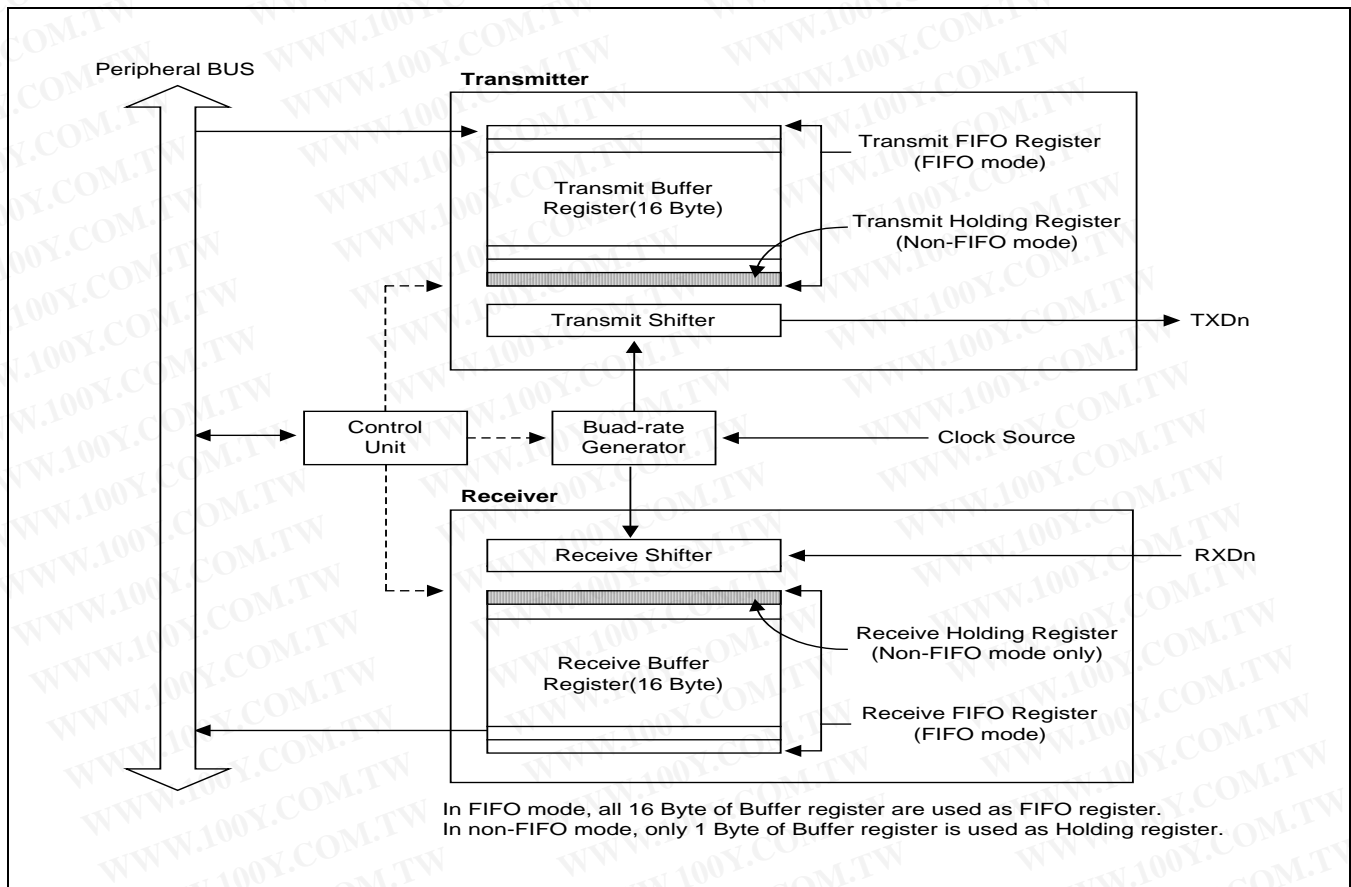 Peripheral BUS
Transmitter
Transmit FIFO Register
(FIFO mode)
Transmit Buffer
Register(16 Byte)
Transmit Holding Register
(Non-FIFO mode)
Transmit Shifter
TXDn
Control
Unit
Buad-rate
Generator
Clock Source
Receiver
Receive Shifter
RXDn
Receive Holding Register
(Non-FIFO mode only)
Receive Buffer
Register(16 Byte)
Receive FIFO Register
(FIFO mode)
In FIFO mode, all 16 Byte of Buffer register are used as FIFO register.
In non-FIFO mode, only 1 Byte of Buffer register is used as Holding register.
WWW.100Y.COM.TW